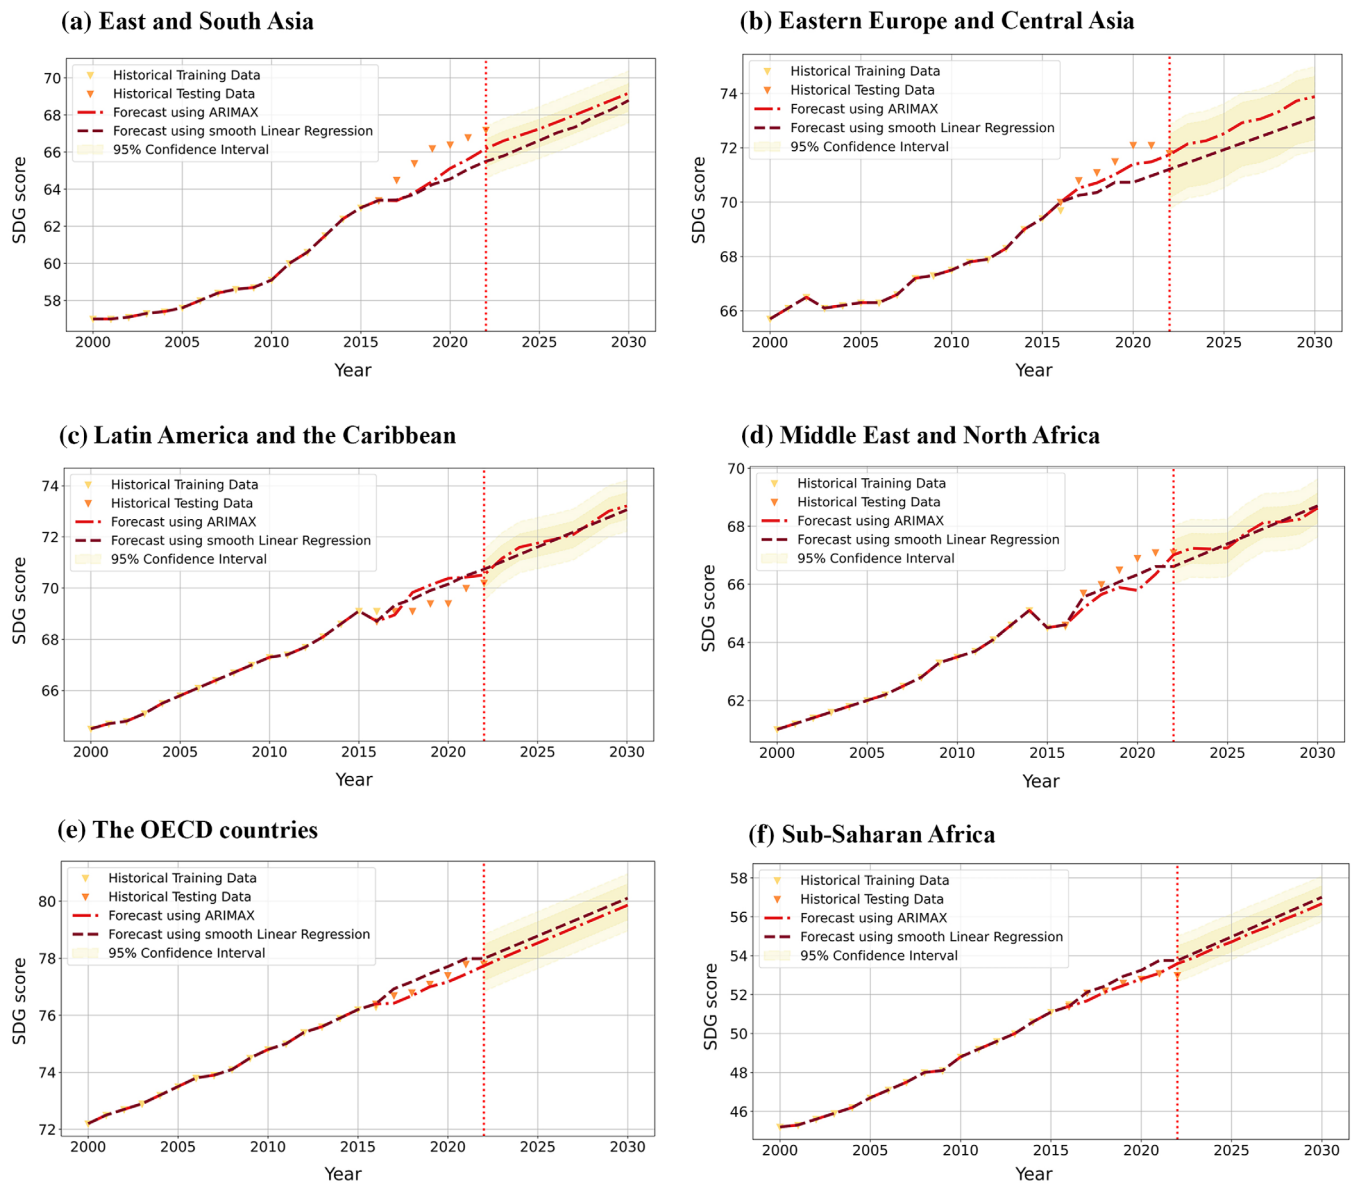 (a) East and South Asia
70
68
66
64
62
60
58
SDG score
Historical Training Data
Historical Testing Data
Forecast using ARIMAX
Forecast using smooth Linear Regression
95% Confidence Interval
2000 2005 2010 2015 2020 2025 2030
Year
(b) Eastern Europe and Central Asia
74
72
70
68
66
SDG score
Historical Training Data
Historical Testing Data
Forecast using ARIMAX
Forecast using smooth Linear Regression
95% Confidence Interval
2000 2005 2010 2015 2020 2025 2030
Year
(c) Latin America and the Caribbean
74
72
70
68
66
SDG score
Historical Training Data
Historical Testing Data
Forecast using ARIMAX
Forecast using smooth Linear Regression
95% Confidence Interval
2000 2005 2010 2015 2020 2025 2030
Year
(d) Middle East and North Africa
70
68
66
64
62
SDG score
Historical Training Data
Historical Testing Data
Forecast using ARIMAX
Forecast using smooth Linear Regression
95% Confidence Interval
2000 2005 2010 2015 2020 2025 2030
Year
(e) The OECD countries
80
78
76
74
72
SDG score
Historical Training Data
Historical Testing Data
Forecast using ARIMAX
Forecast using smooth Linear Regression
95% Confidence Interval
2000 2005 2010 2015 2020 2025 2030
Year
(f) Sub-Saharan Africa
58
56
54
52
50
48
46
SDG score
Historical Training Data
Historical Testing Data
Forecast using ARIMAX
Forecast using smooth Linear Regression
95% Confidence Interval
2000 2005 2010 2015 2020 2025 2030
Year